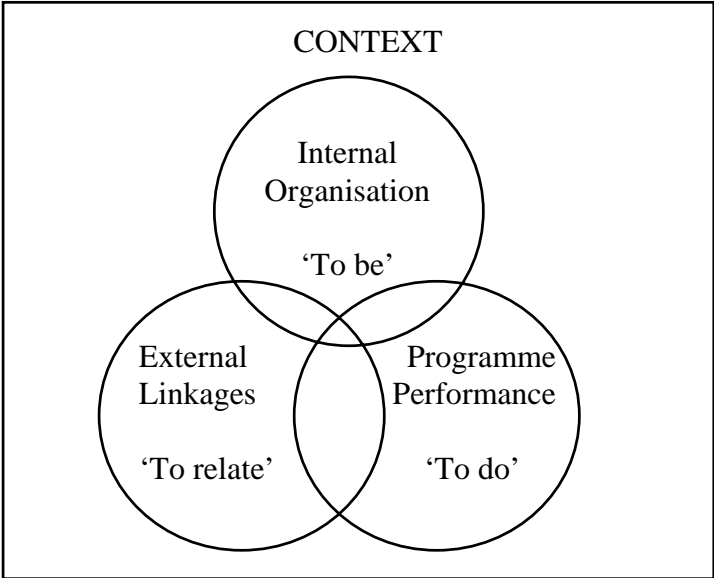 CONTEXT
Internal
Organisation
‘To be’
External
Linkages
‘To relate’
Programme
Performance
‘To do’